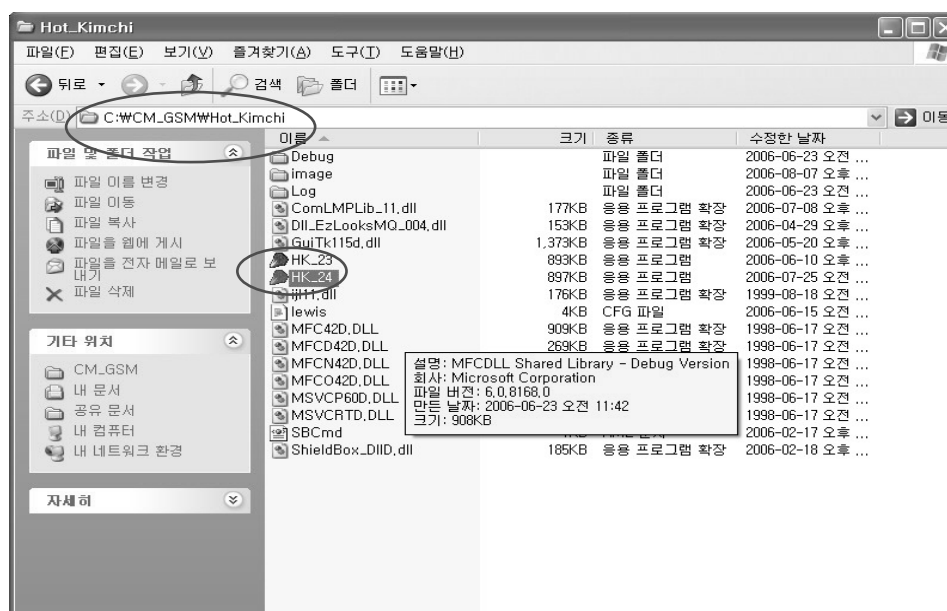 Hot_Kimchi
파일(F) 편집(E) 보기(V) 즐겨찾기(A) 도구(T) 도움말(H)
뒤로 검색 폴더
주소(D) C:₩CM_GSM₩Hot_Kimchi 이동
이름 크기 종류 수정한 날짜
파일 및 폴더 작업
파일 이름 변경
파일 이동
파일 복사
파일을 웹에 게시
파일을 전자 메일로 보내기
파일 삭제
기타 위치
CM_GSM
내 문서
공유 문서
내 컴퓨터
내 네트워크 환경
자세히
Debug 파일 폴더 2006-06-23 오전 ...
image 파일 폴더 2006-08-07 오후 ...
Log 파일 폴더 2006-06-23 오전 ...
ComLMPLib_11.dll 177KB 응용 프로그램 확장 2006-07-08 오후 ...
Dll_EzLooksMQ_004.dll 153KB 응용 프로그램 확장 2006-04-29 오후 ...
GuiTk115d.dll 1,373KB 응용 프로그램 확장 2006-05-20 오후 ...
HK_23 893KB 응용 프로그램 2006-06-10 오후 ...
HK_24 897KB 응용 프로그램 2006-07-25 오전 ...
ijl11.dll 176KB 응용 프로그램 확장 1999-08-18 오전 ...
lewis 4KB CFG 파일 2006-06-15 오전 ...
MFC42D.DLL 909KB 응용 프로그램 확장 1998-06-17 오전 ...
MFCD42D.DLL 269KB 응용 프로그램 확장 1998-06-17 오전 ...
MFCN42D.DLL 1998-06-17 오전 ...
MFCO42D.DLL 1998-06-17 오전 ...
MSVCP60D.DLL 1998-06-17 오전 ...
MSVCRTD.DLL 1998-06-17 오전 ...
SBCmd 2006-02-17 오후 ...
ShieldBox_DllD.dll 185KB 응용 프로그램 확장 2006-02-18 오후 ...
설명: MFCDLL Shared Library - Debug Version
회사: Microsoft Corporation
파일 버전: 6.0.8168.0
만든 날짜: 2006-06-23 오전 11:42
크기: 908KB